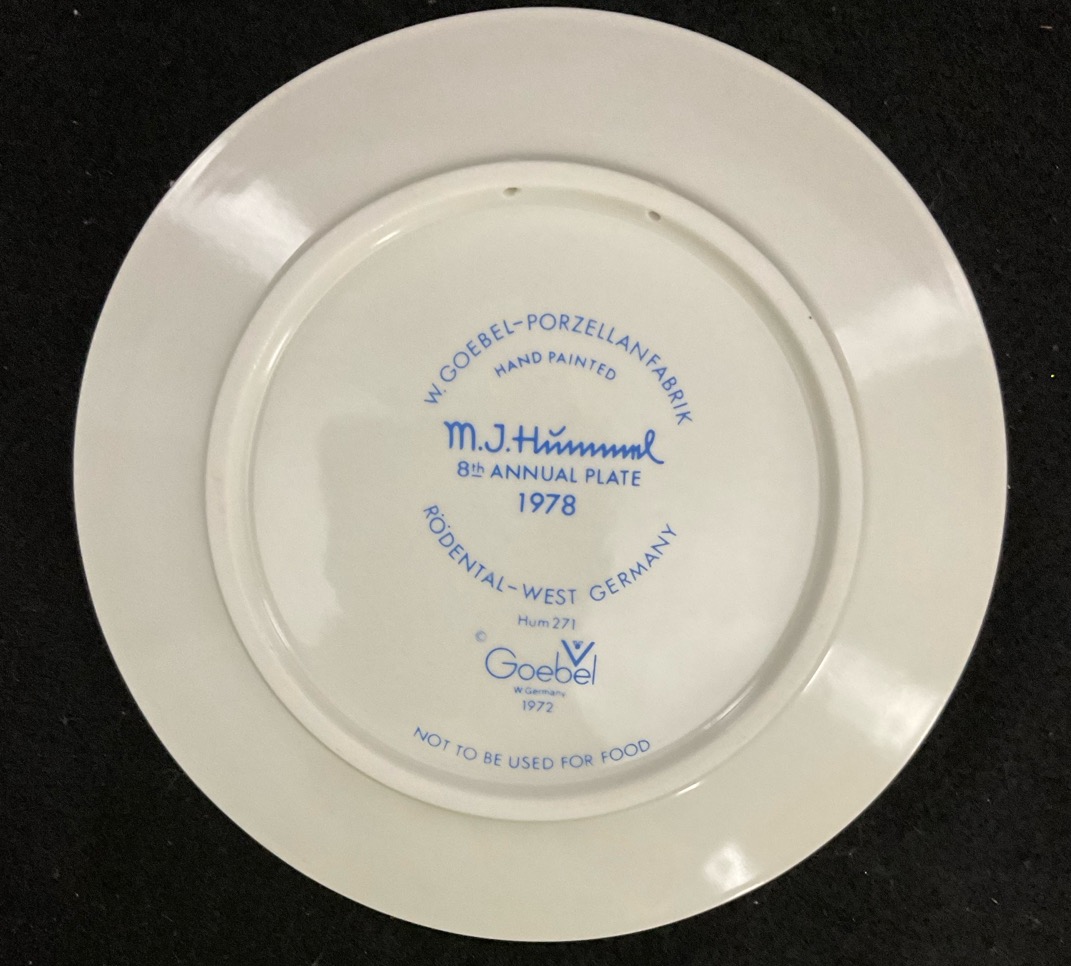 W. GOEBEL-PORZELLANFABRIK
HAND PAINTED
M.J.Hümmel
8th ANNUAL PLATE
1978
RÖDENTAL-WEST GERMANY
Hum 271
© Goebel
W. Germany
1972
NOT TO BE USED FOR FOOD